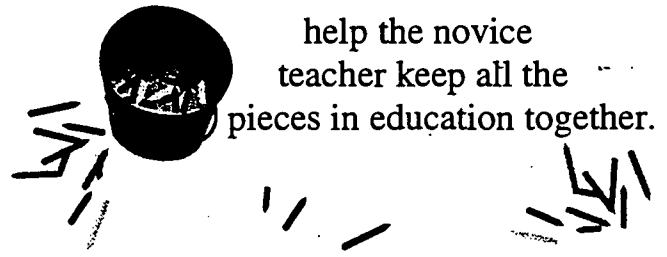 help the novice
teacher keep all the
pieces in education together.